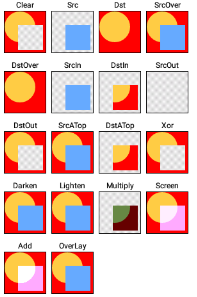 Clear Src Dst SrcOver
DstOver SrcIn DstIn SrcOut
DstOut SrcATop DstATop Xor
Darken Lighten Multiply Screen
Add OverLay